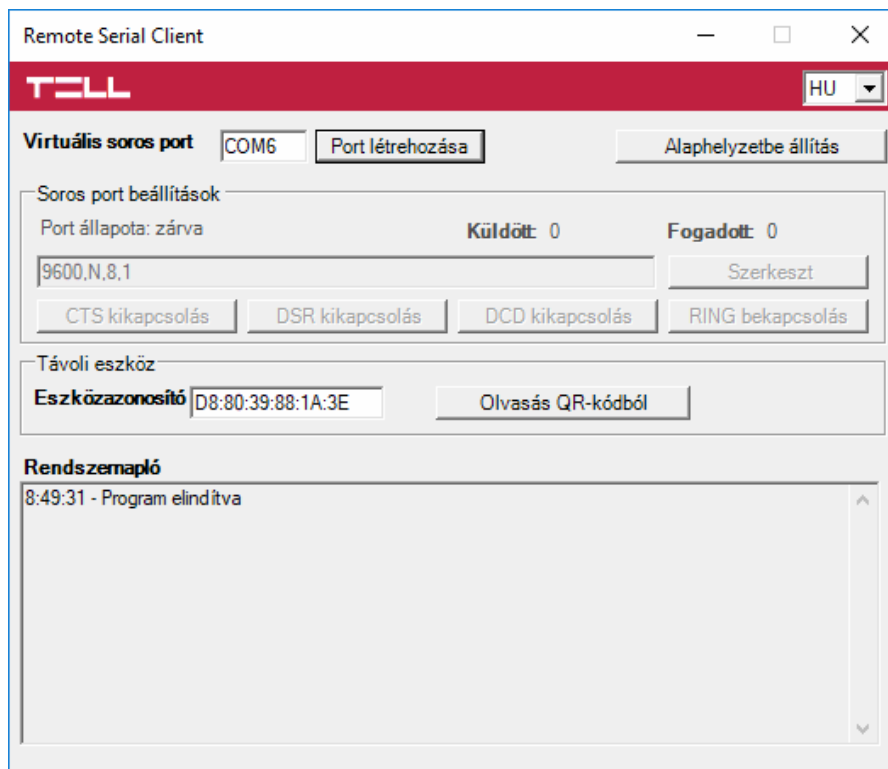 Remote Serial Client
TELL
HU
Virtuális soros port COM6 Port létrehozása Alaphelyzetbe állítás
Soros port beállítások
Port állapota: zárva Küldött: 0 Fogadott: 0
9600,N,8,1 Szerkeszt
CTS kikapcsolás DSR kikapcsolás DCD kikapcsolás RING bekapcsolás
Távoli eszköz
Eszközazonosító D8:80:39:88:1A:3E Olvasás QR-kódból
Rendszernapló
8:49:31 - Program elindítva